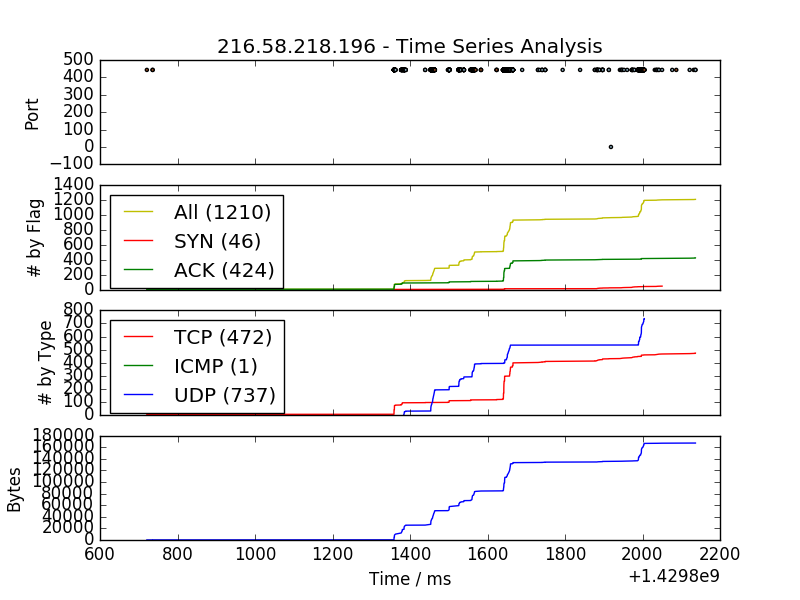 216.58.218.196 - Time Series Analysis
500
400
300
200
100
0
−100
Port
1400
1200
1000
800
600
400
200
0
# by Flag
All (1210)
SYN (46)
ACK (424)
800
700
600
500
400
300
200
100
0
# by Type
TCP (472)
ICMP (1)
UDP (737)
180000
160000
140000
120000
100000
80000
60000
40000
20000
0
Bytes
600 800 1000 1200 1400 1600 1800 2000 2200
Time / ms
+1.4298e9